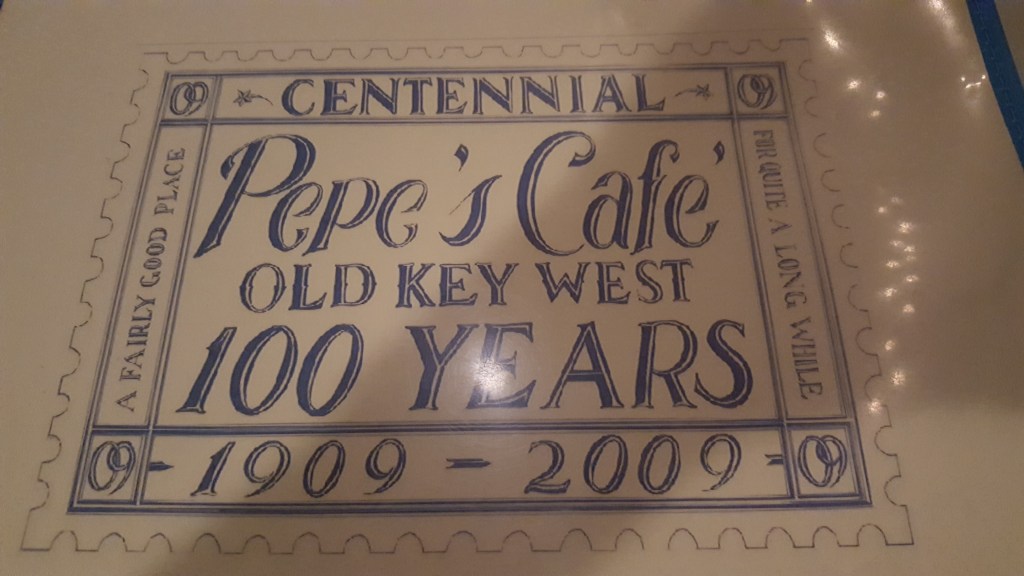 09 CENTENNIAL 09
A FAIRLY GOOD PLACE
Pepe's Café
OLD KEY WEST
100 YEARS
FOR QUITE A LONG WHILE
09 - 1909 - 2009 - 09